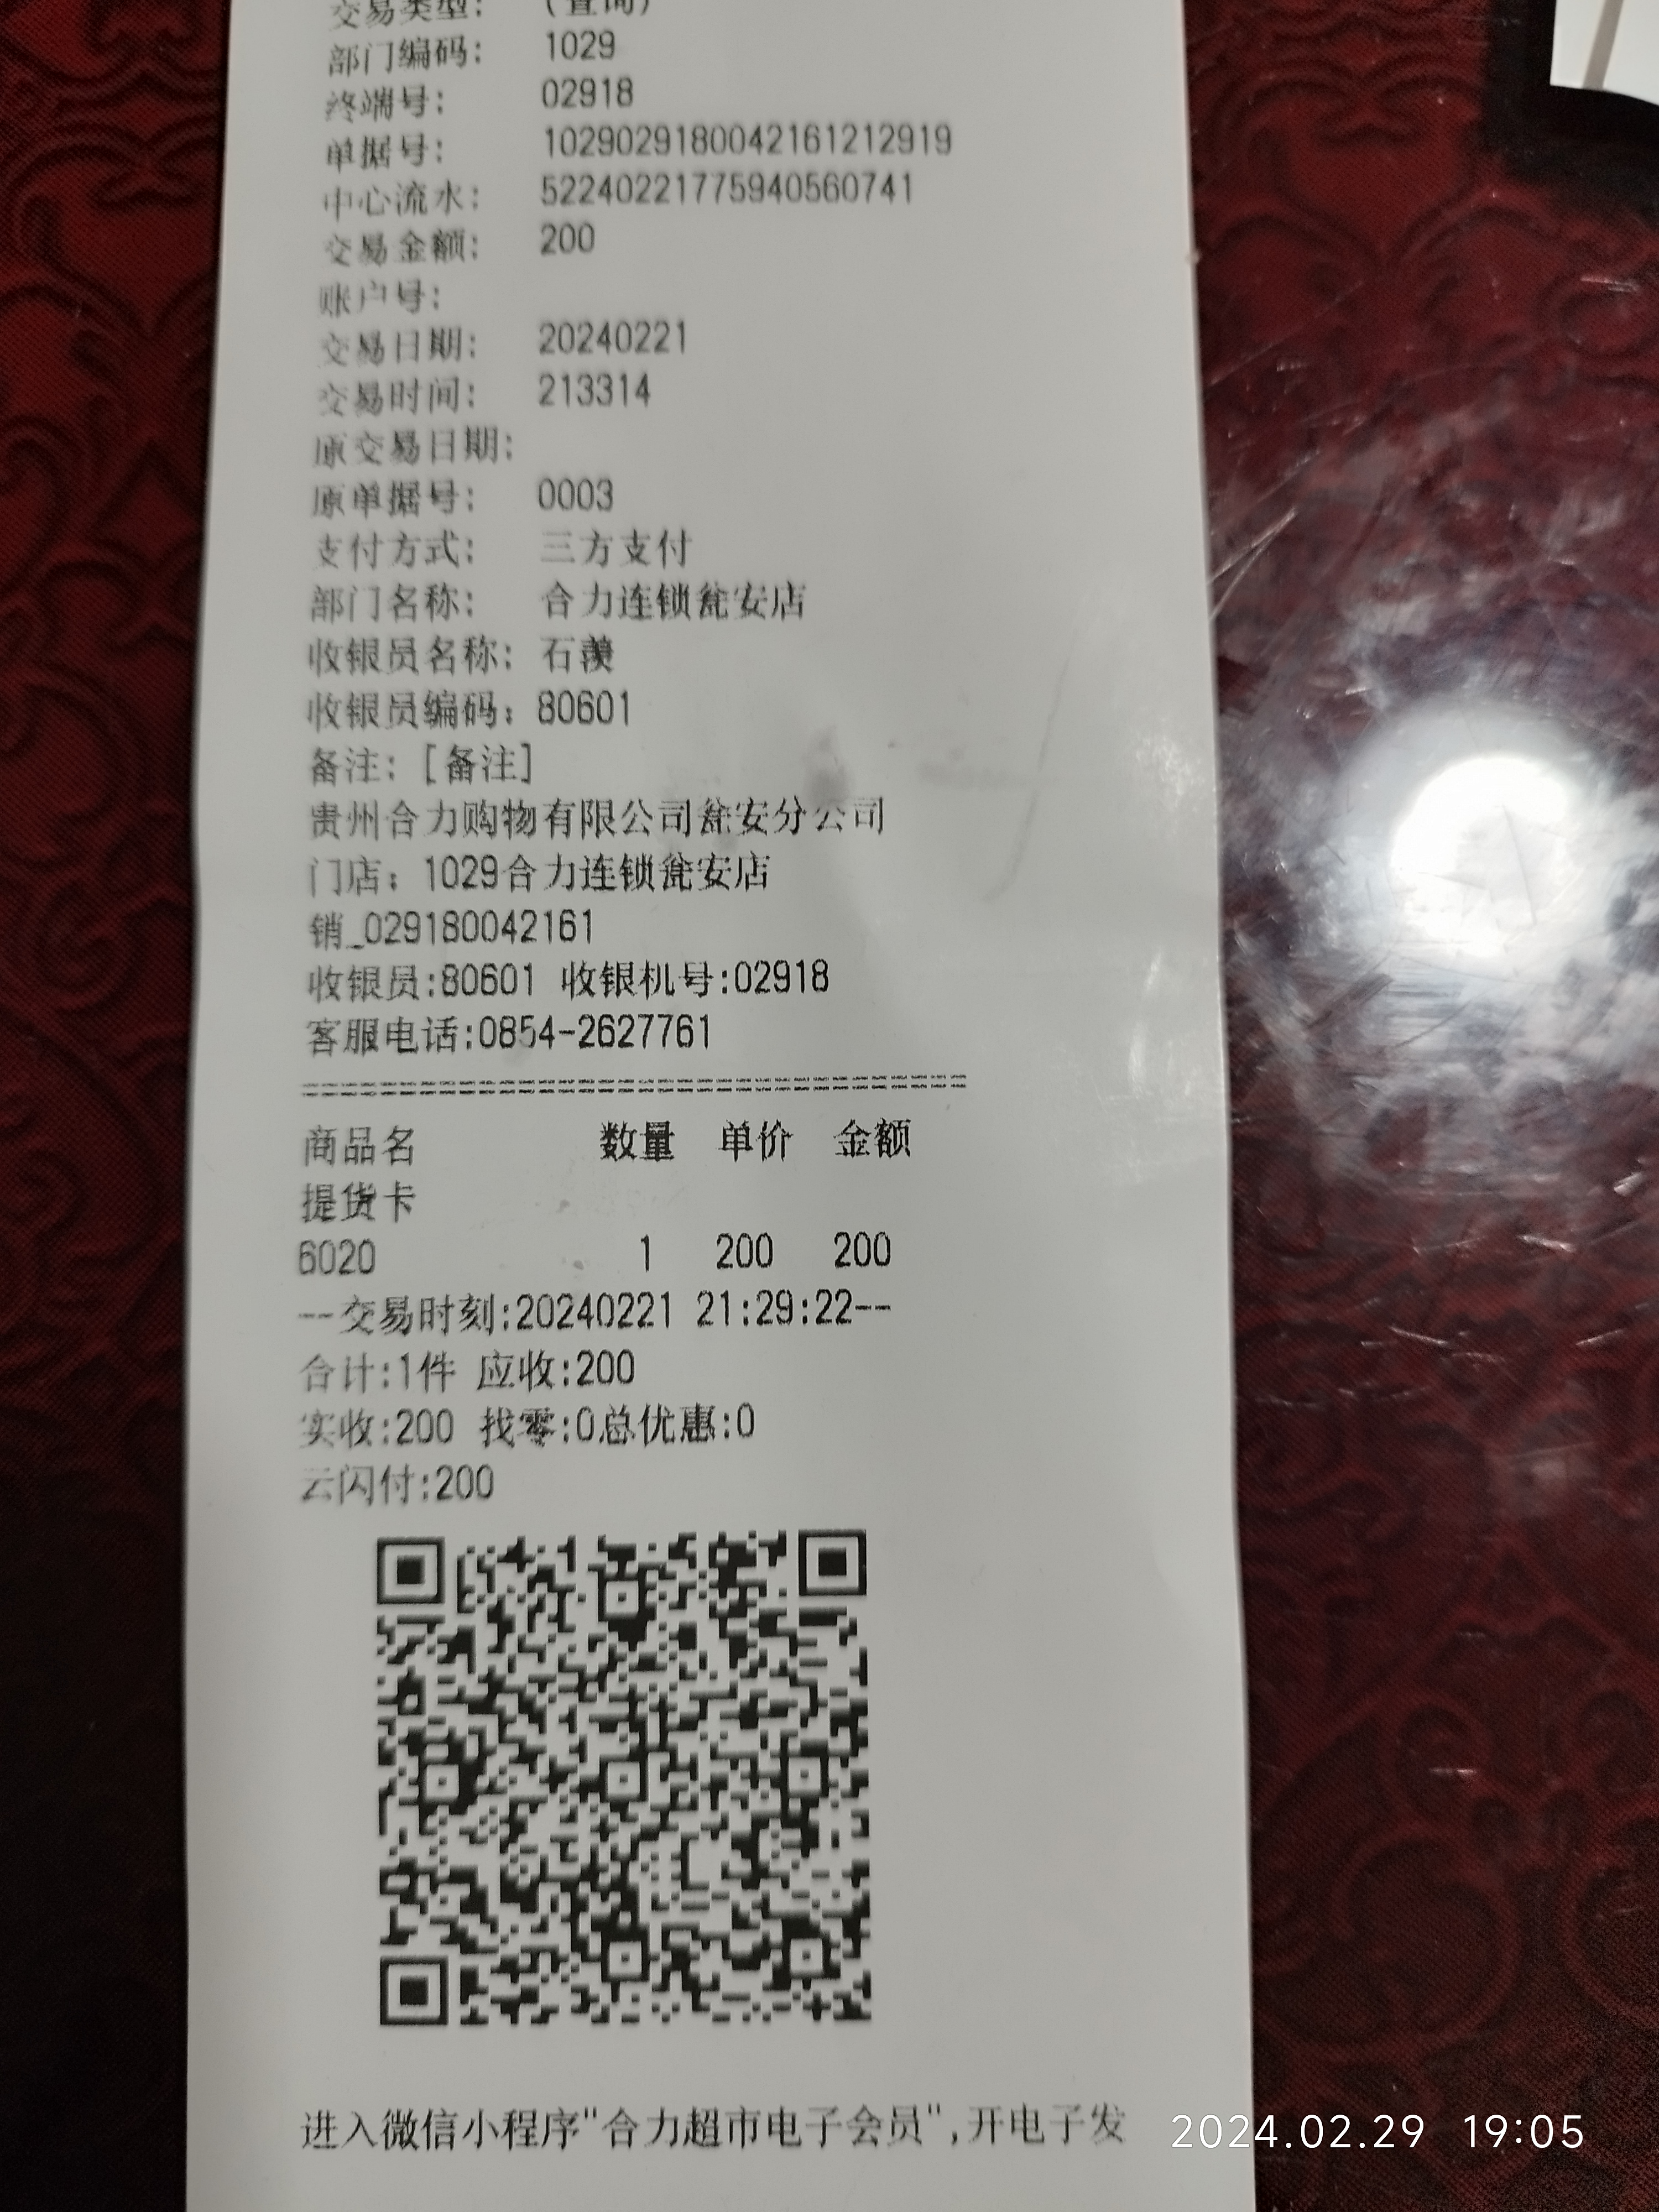 交易类型: (查询)
部门编码: 1029
终端号: 02918
单据号: 1029029180042161212919
中心流水: 52240221775940560741
交易金额: 200
账户号:
交易日期: 20240221
交易时间: 213314
原交易日期:
原单据号: 0003
支付方式: 三方支付
部门名称: 合力连锁瓮安店
收银员名称: 石羮
收银员编码: 80601
备注: [备注]
贵州合力购物有限公司瓮安分公司
门店: 1029合力连锁瓮安店
销_029180042161
收银员:80601 收银机号:02918
客服电话:0854-2627761
商品名 数量 单价 金额
提货卡
6020 1 200 200
--交易时刻:20240221 21:29:22--
合计:1件 应收:200
实收:200 找零:0总优惠:0
云闪付:200
进入微信小程序"合力超市电子会员",开电子发
2024.02.29 19:05